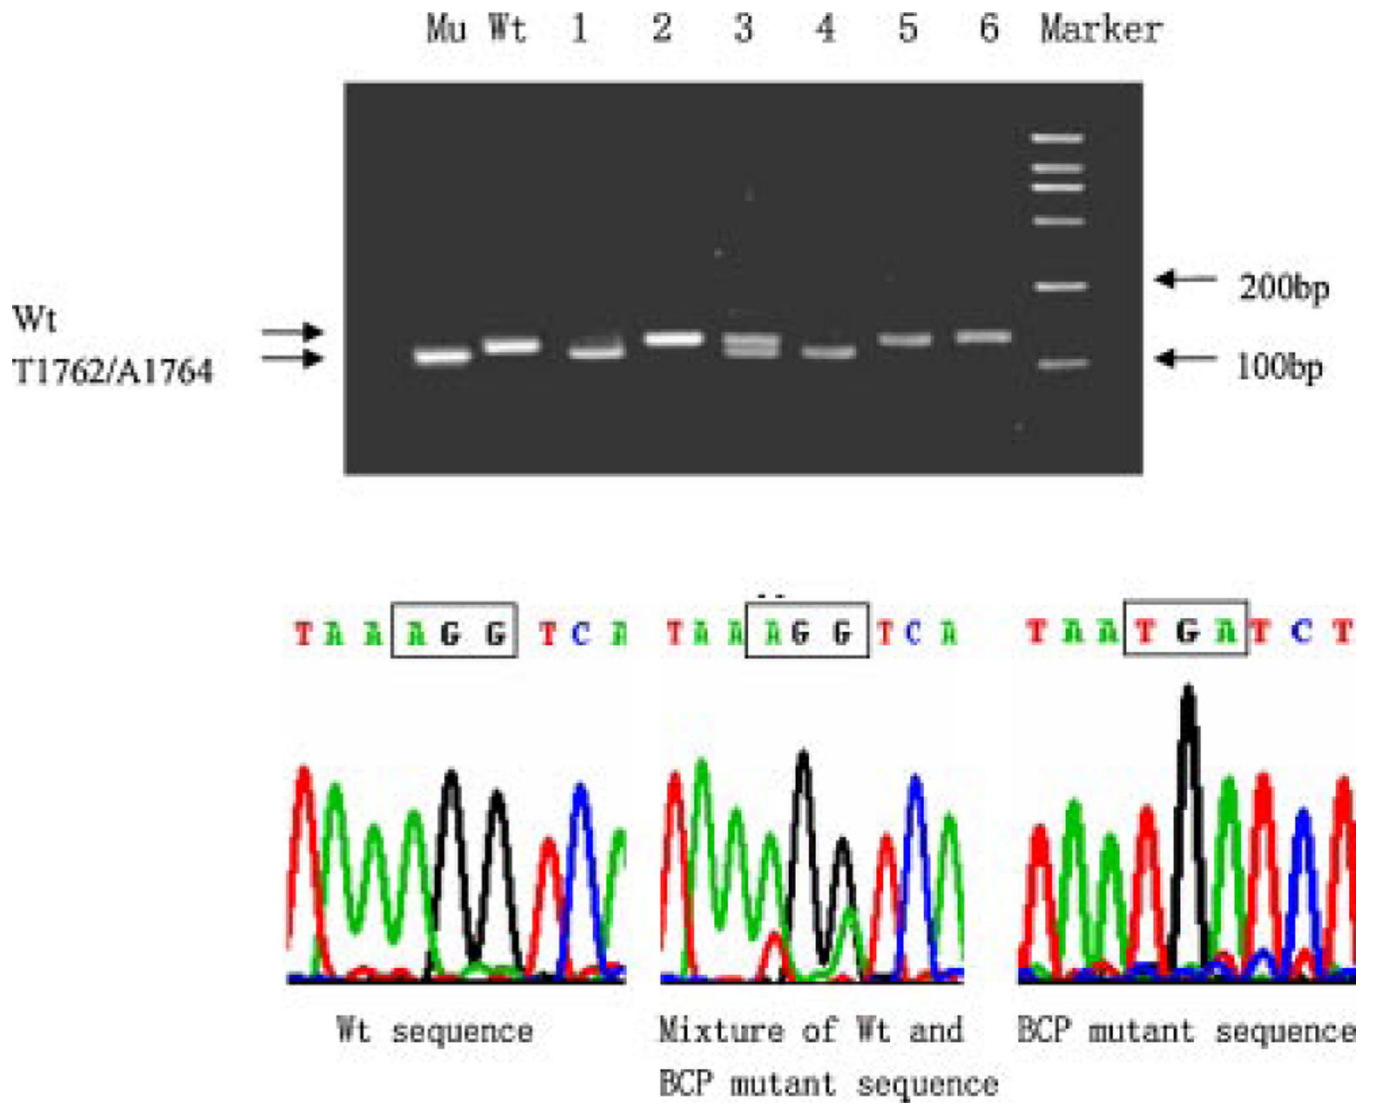 Mu Wt 1 2 3 4 5 6 Marker
Wt
T1762/A1764
200bp
100bp
T A A A G G T C A
T A A A G G T C A
T A A T G A T C T
Wt sequence
Mixture of Wt and
BCP mutant sequence
BCP mutant sequence